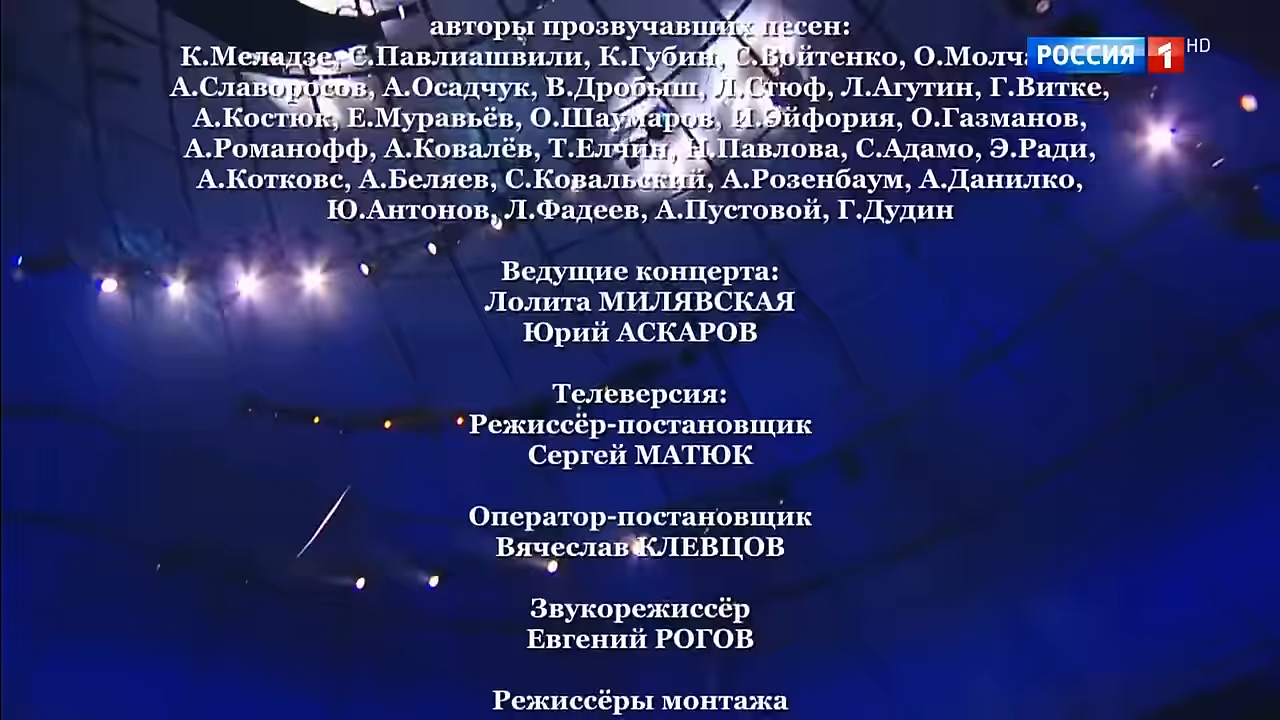 авторы прозвучавших песен:
К.Меладзе, С.Павлиашвили, К.Губин, С.Войтенко,
РОССИЯ 1 HD
А.Славоросов, А.Осадчук, В.Дробыш, Л.Стюф, Л.Агутин, Г.Витке,
А.Костюк, Е.Муравьёв, О.Шаумаров, И.Эйфория, О.Газманов,
А.Романофф, А.Ковалёв, Т.Елчин, Н.Павлова, С.Адамо, Э.Ради,
А.Котковс, А.Беляев, С.Ковальский, А.Розенбаум, А.Данилко,
Ю.Антонов, Л.Фадеев, А.Пустовой, Г.Дудин
Ведущие концерта:
Лолита МИЛЯВСКАЯ
Юрий АСКАРОВ
Телеверсия:
Режиссёр-постановщик
Сергей МАТЮК
Оператор-постановщик
Вячеслав КЛЕВЦОВ
Звукорежиссёр
Евгений РОГОВ
Режиссёры монтажа